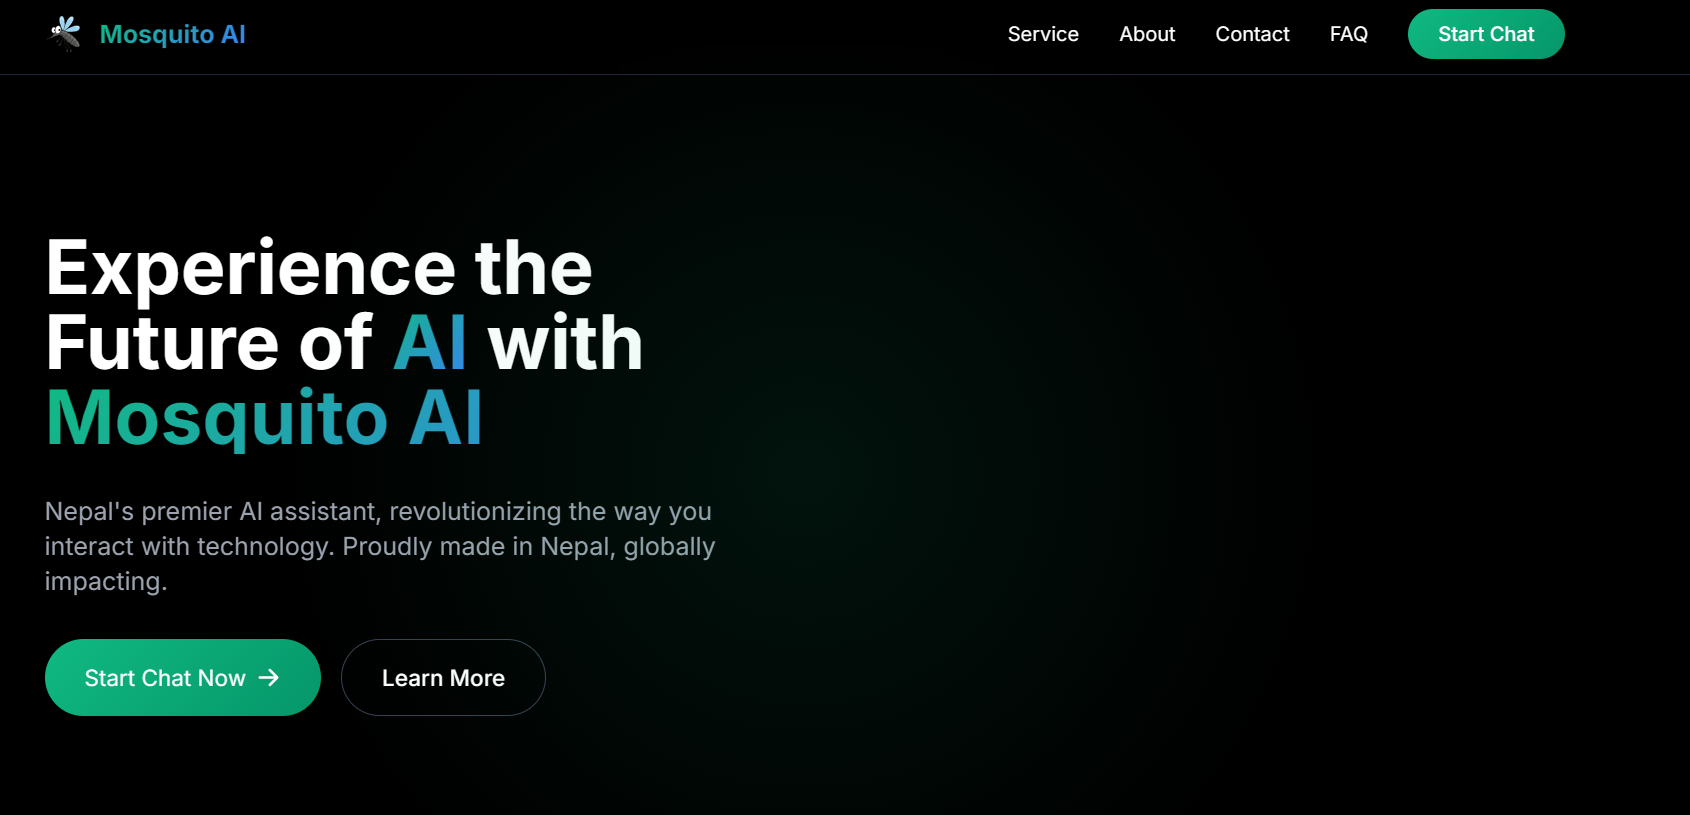 Mosquito AI
Service
About
Contact
FAQ
Start Chat
Experience the
Future of AI with
Mosquito AI
Nepal's premier AI assistant, revolutionizing the way you
interact with technology. Proudly made in Nepal, globally
impacting.
Start Chat Now →
Learn More